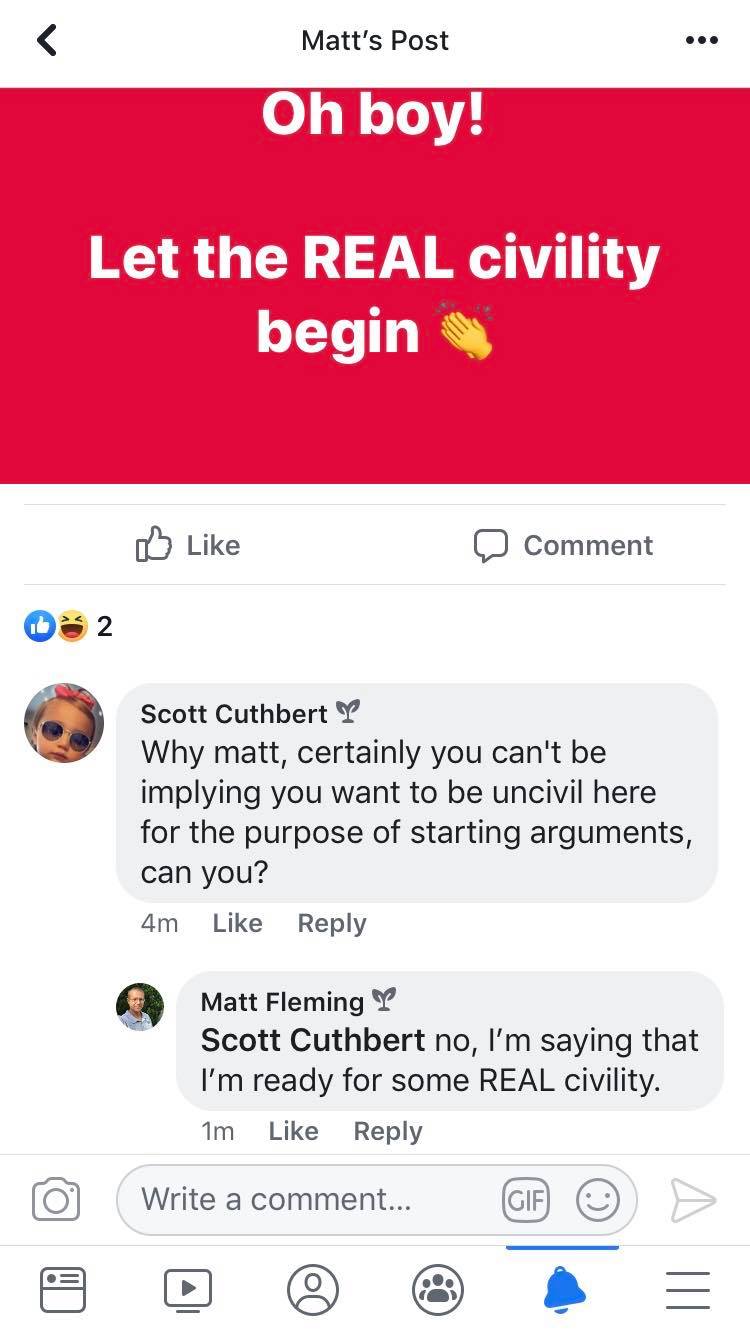 Matt's Post
Oh boy!
Let the REAL civility
begin 👏
Like
Comment
2
Scott Cuthbert
Why matt, certainly you can't be
implying you want to be uncivil here
for the purpose of starting arguments,
can you?
4m Like Reply
Matt Fleming
Scott Cuthbert no, I'm saying that
I'm ready for some REAL civility.
1m Like Reply
Write a comment...
GIF